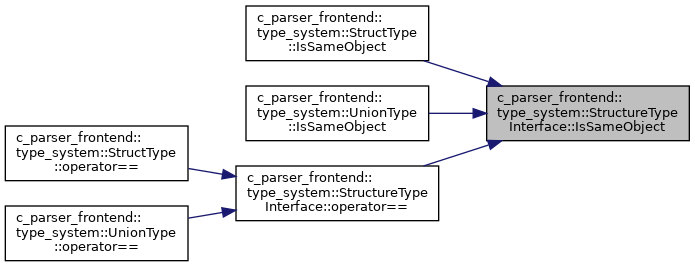 c_parser_frontend::
type_system::StructType
::IsSameObject
c_parser_frontend::
type_system::StructureType
Interface::IsSameObject
c_parser_frontend::
type_system::UnionType
::IsSameObject
c_parser_frontend::
type_system::StructType
::operator==
c_parser_frontend::
type_system::StructureType
Interface::operator==
c_parser_frontend::
type_system::UnionType
::operator==